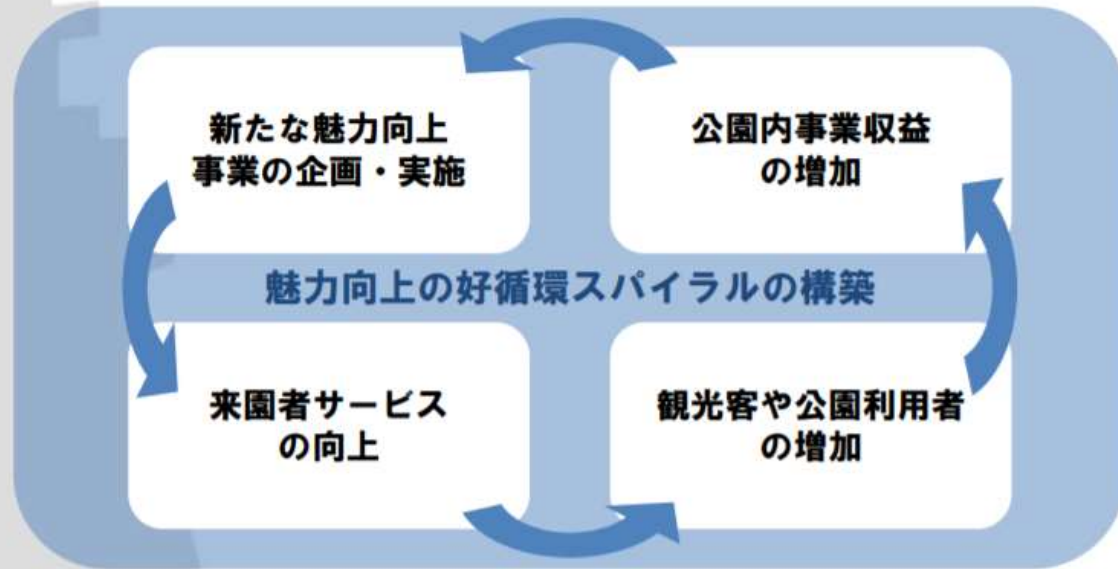 新たな魅力向上
事業の企画・実施
公園内事業収益
の増加
魅力向上の好循環スパイラルの構築
来園者サービス
の向上
観光客や公園利用者
の増加